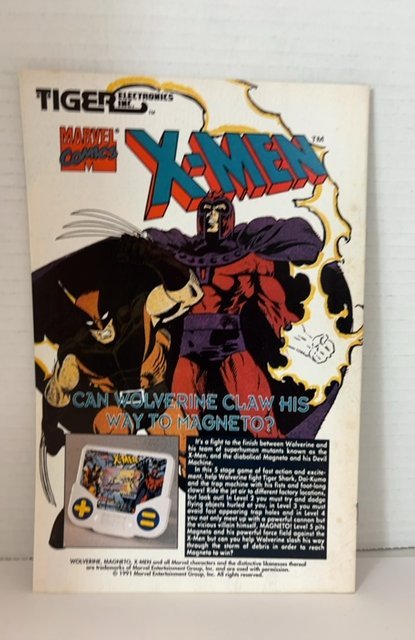 TIGER ELECTRONICS INC.™
MARVEL®
Comics
X-MEN™
CAN WOLVERINE CLAW HIS
WAY TO MAGNETO?
It's a fight to the finish between Wolverine and
his team of superhuman mutants known as the
X-Men, and the diabolical Magneto and his Devil
Machine.
In this 5 stage game of fast action and excite-
ment, help Wolverine fight Tiger Shark, Dai-Kumo
and the trap machine with his fists and foot-long
claws! Ride the jet air to different factory locations,
but look out! In Level 2 you must try and dodge
flying objects hurled at you, in Level 3 you must
avoid fast appearing trap holes and in Level 4
you not only meet up with a powerful cannon but
the vicious villain himself, MAGNETO! Level 5 pits
Magneto and his powerful force field against the
X-Men but can you help Wolverine slash his way
through the storm of debris in order to reach
Magneto to win?
X-MEN
WOLVERINE, MAGNETO, X-MEN and all Marvel characters and the distinctive likenesses thereof
are trademarks of Marvel Entertainment Group, Inc. and are used with permission.
© 1991 Marvel Entertainment Group, Inc. All rights reserved.